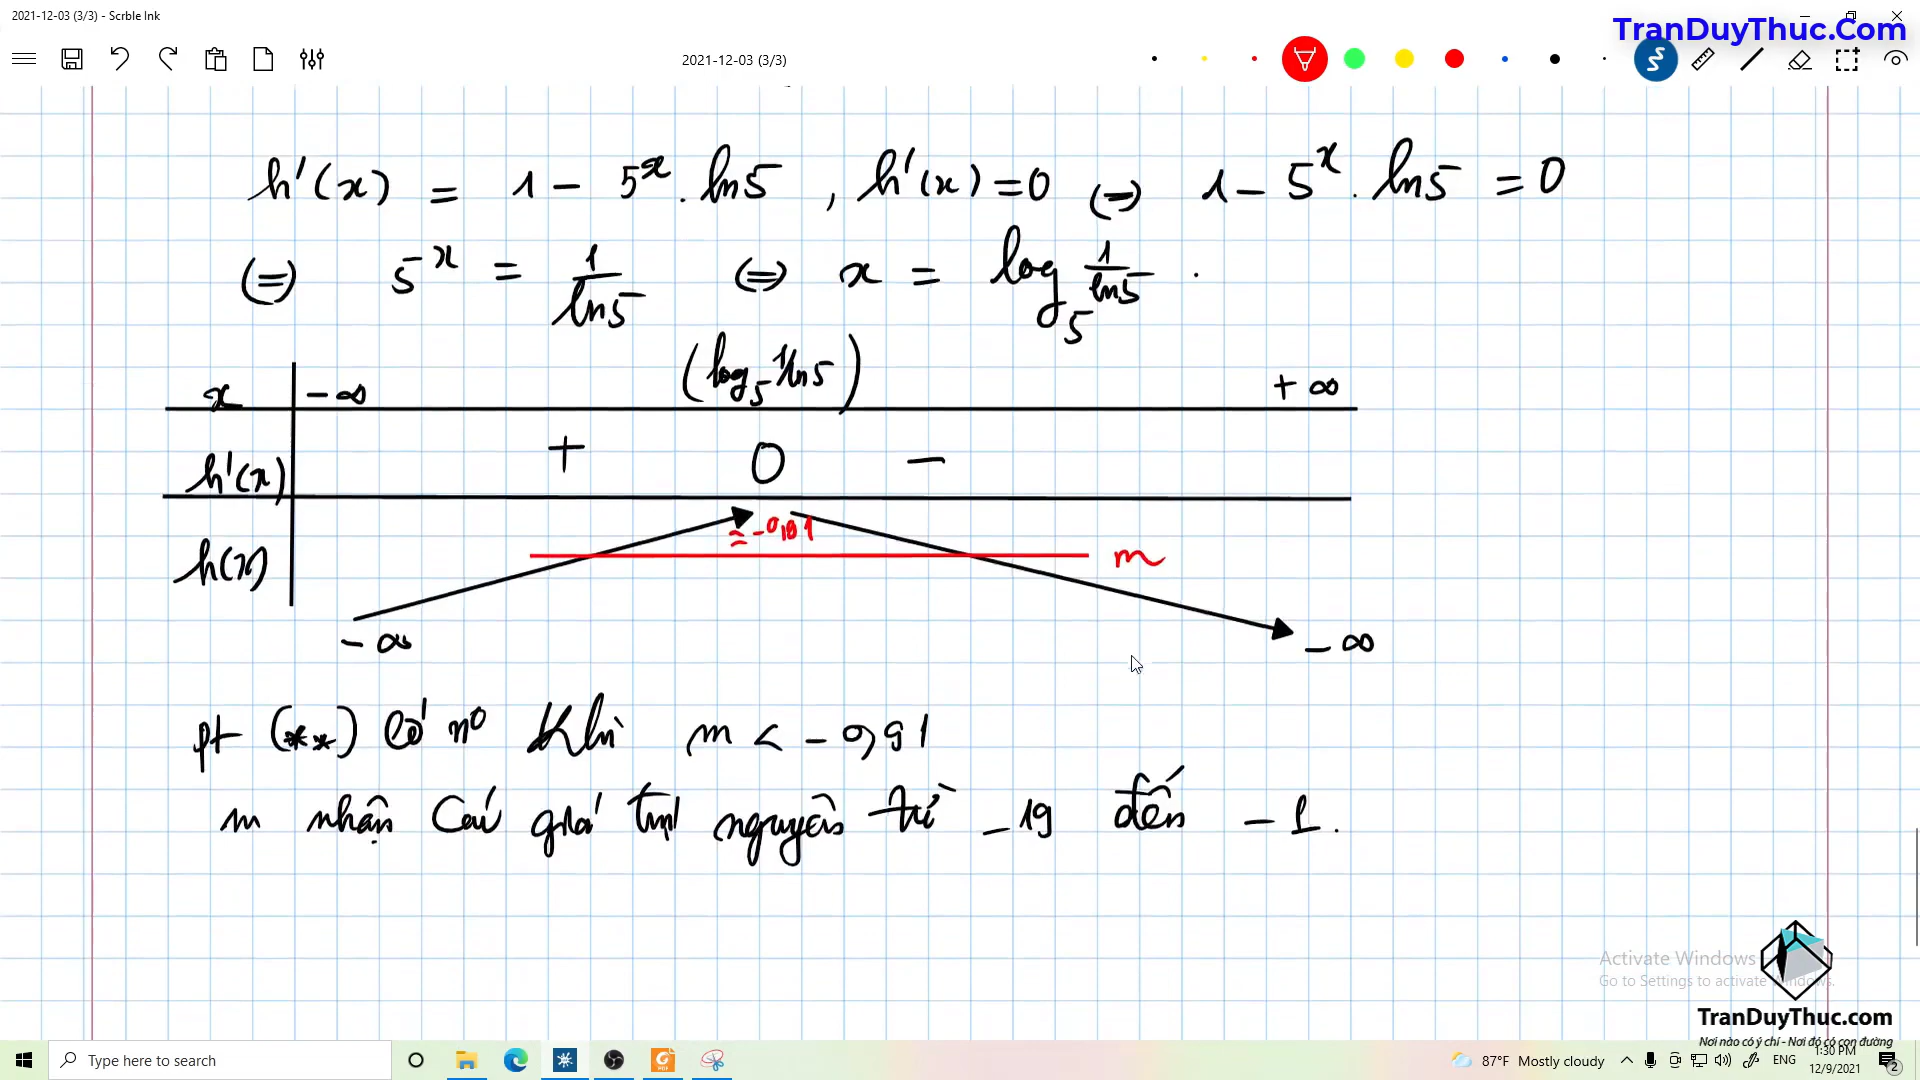 2021-12-03 (3/3) - Scrble Ink
TranDuyThuc.Com
2021-12-03 (3/3)
h'(x) = 1 - 5^x . ln5 , h'(x) = 0 (=) 1 - 5^x . ln5 = 0
(=) 5^x = 1/ln5 (=) x = log_5 1/ln5 .
x -∞ (log_5 1/ln5) +∞
h'(x) + 0 -
≈ -0,91
h(x) m
-∞ -∞
pt (**) có n⁰ khi m < -0,91
m nhận các giá trị nguyên từ -19 đến -1.
Activate Windows
Go to Settings to activate Windows.
TranDuyThuc.com
Nơi nào có ý chí - Nơi đó có con đường
Type here to search
87°F Mostly cloudy
ENG
1:30 PM
12/9/2021
2